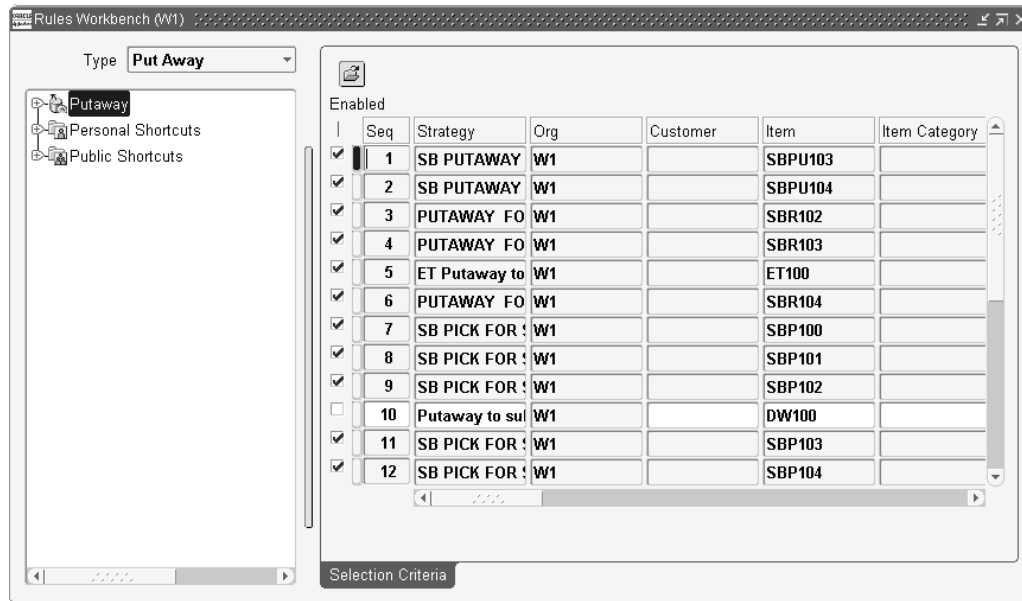 Rules Workbench (W1)
Type Put Away
Putaway
Personal Shortcuts
Public Shortcuts
Enabled
Seq Strategy Org Customer Item Item Category
1 SB PUTAWAY W1 SBPU103
2 SB PUTAWAY W1 SBPU104
3 PUTAWAY FO W1 SBR102
4 PUTAWAY FO W1 SBR103
5 ET Putaway to W1 ET100
6 PUTAWAY FO W1 SBR104
7 SB PICK FOR W1 SBP100
8 SB PICK FOR W1 SBP101
9 SB PICK FOR W1 SBP102
10 Putaway to W1 DW100
11 SB PICK FOR W1 SBP103
12 SB PICK FOR W1 SBP104
Selection Criteria